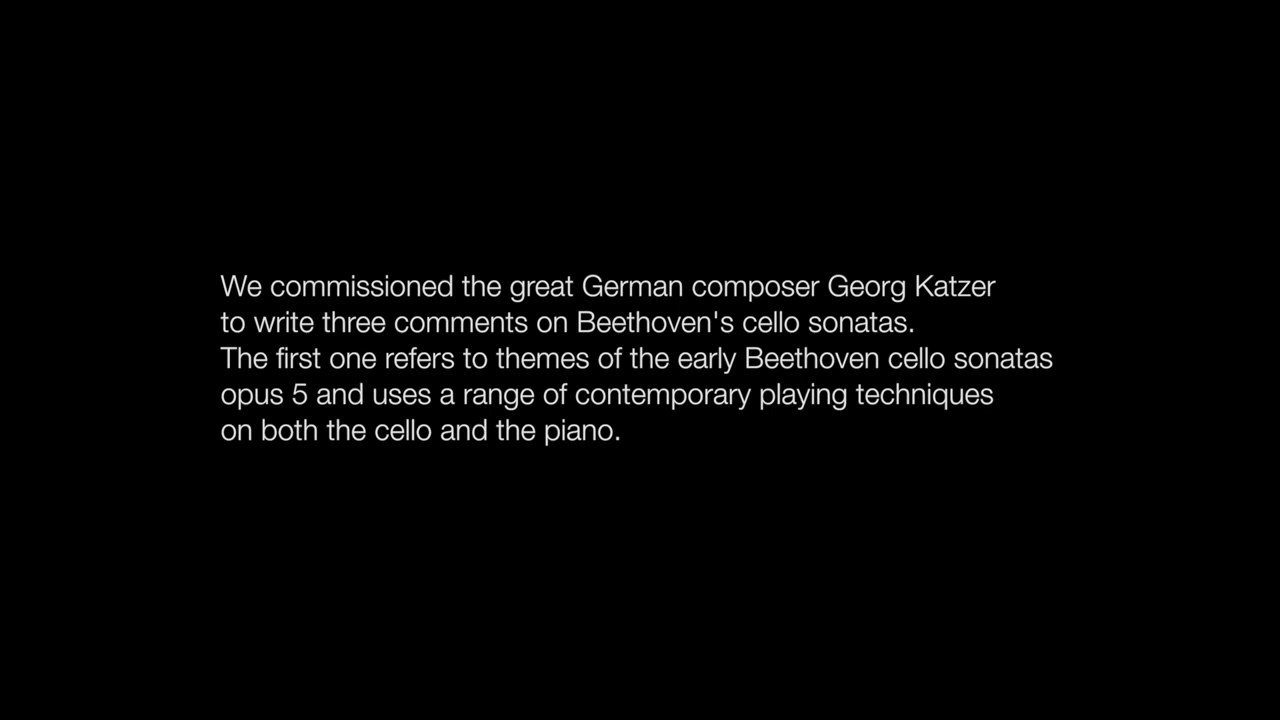 We commissioned the great German composer Georg Katzer
to write three comments on Beethoven's cello sonatas.
The first one refers to themes of the early Beethoven cello sonatas
opus 5 and uses a range of contemporary playing techniques
on both the cello and the piano.